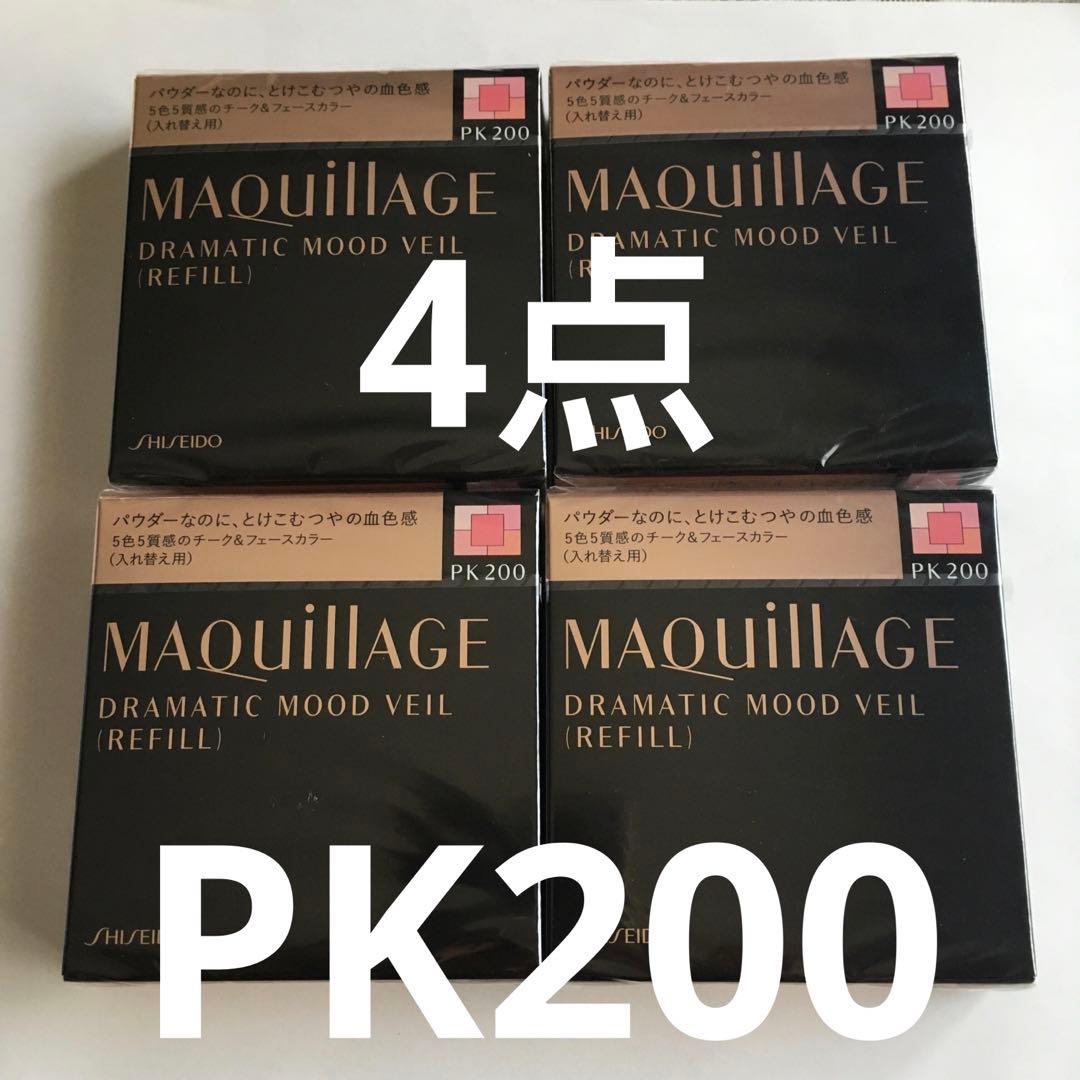 パウダーなのに、とけこむつやの血色感
5色5質感のチーク&フェースカラー
(入れ替え用)
PK200
MAQuillAGE
DRAMATIC MOOD VEIL
(REFILL)
SHISEIDO
パウダーなのに、とけこむつやの血色感
5色5質感のチーク&フェースカラー
(入れ替え用)
PK200
MAQuillAGE
DRAMATIC MOOD VEIL
4点
パウダーなのに、とけこむつやの血色感
5色5質感のチーク&フェースカラー
(入れ替え用)
PK200
MAQuillAGE
DRAMATIC MOOD VEIL
(REFILL)
パウダーなのに、とけこむつやの血色感
5色5質感のチーク&フェースカラー
(入れ替え用)
PK200
MAQuillAGE
DRAMATIC MOOD VEIL
(REFILL)
PK200